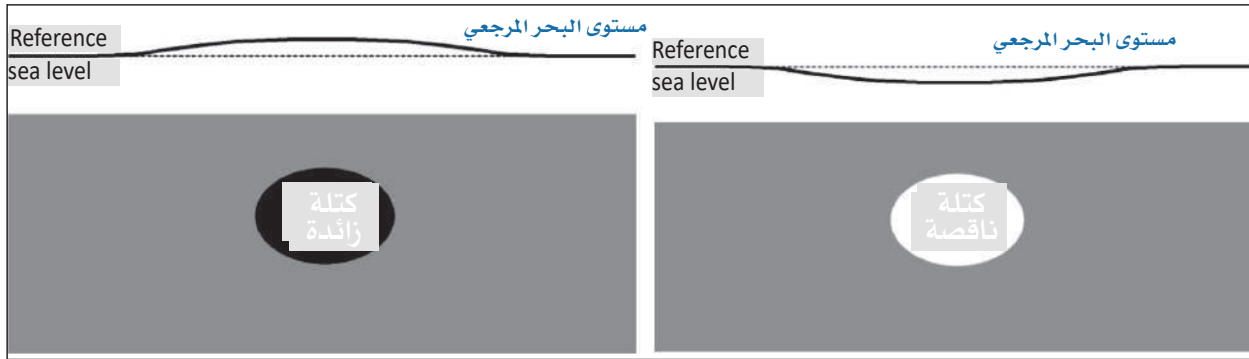 مستوى البحر المرجعي
Reference
sea level
كتلة
زائدة
مستوى البحر المرجعي
Reference
sea level
كتلة
ناقصة